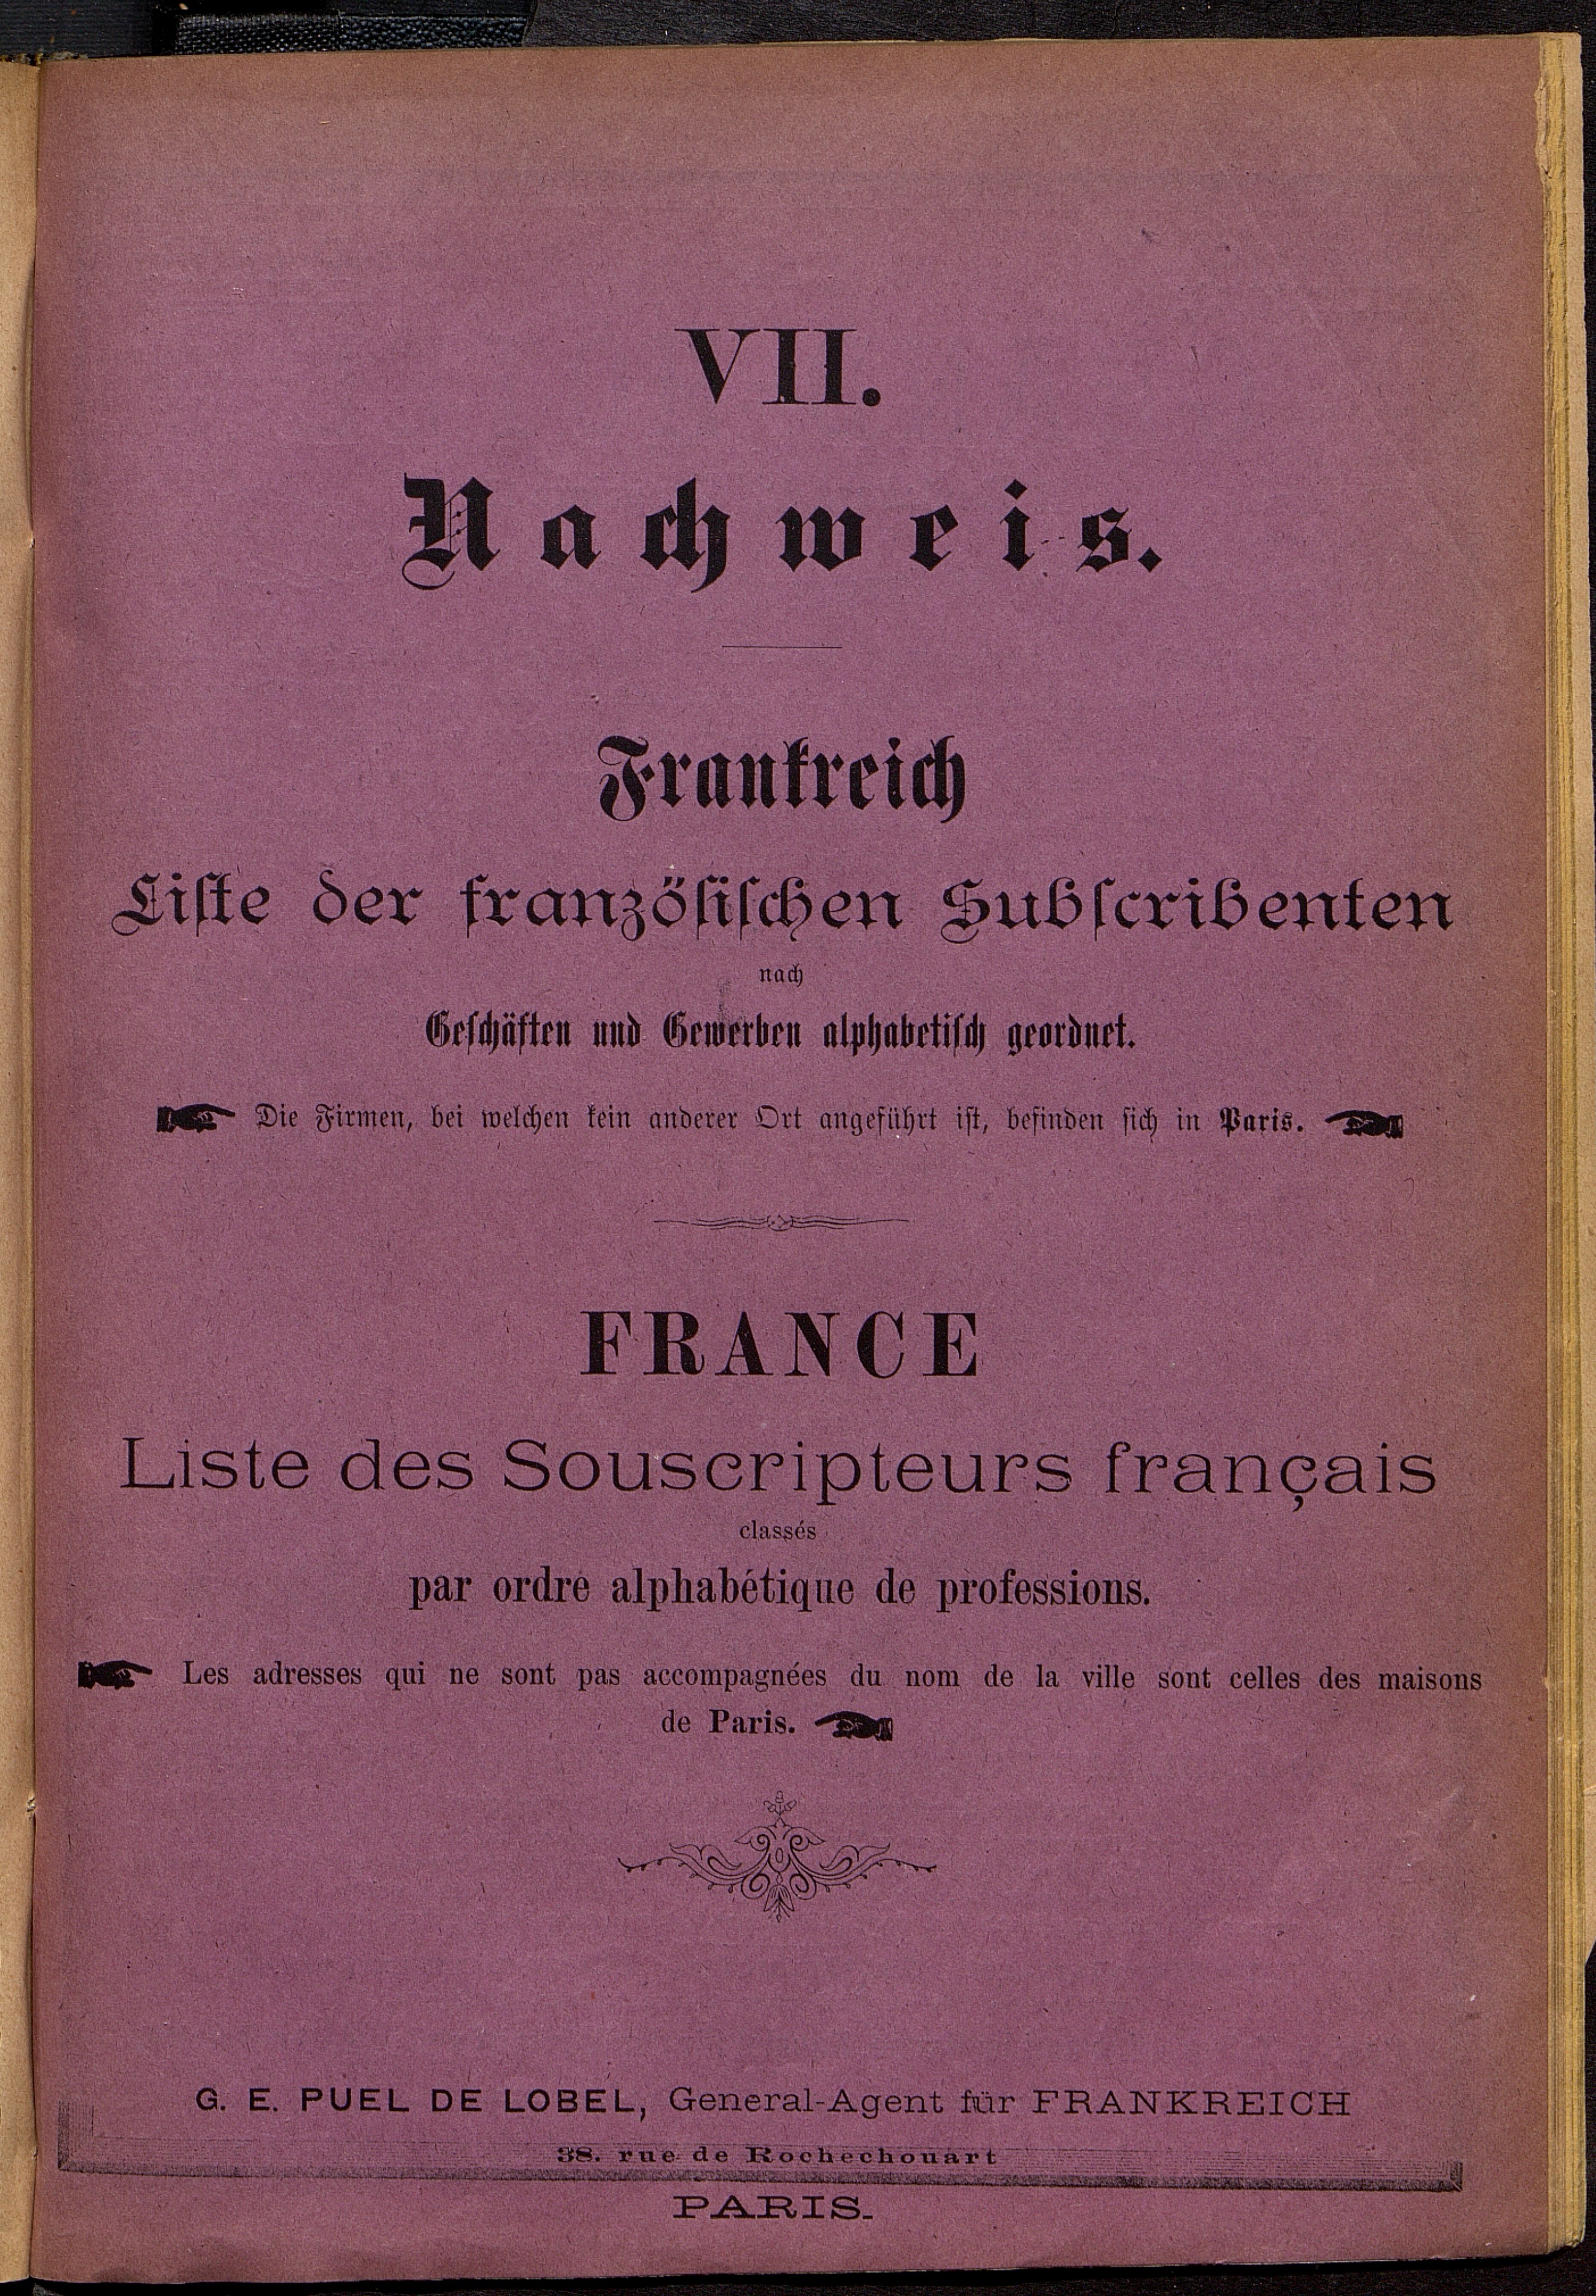 VII.
Nachweis.
Frankreich
Liſte der franzöſiſchen Subſcribenten
nach
Geſchäften und Gewerben alphabetiſch geordnet.
Die Firmen, bei welchen kein anderer Ort angeführt iſt, befinden ſich in Paris.
FRANCE
Liste des Souscripteurs français
classés
par ordre alphabétique de professions.
Les adresses qui ne sont pas accompagnées du nom de la ville sont celles des maisons
de Paris.
G. E. PUEL DE LOBEL, General-Agent für FRANKREICH
38. rue de Rochechouart
PARIS.